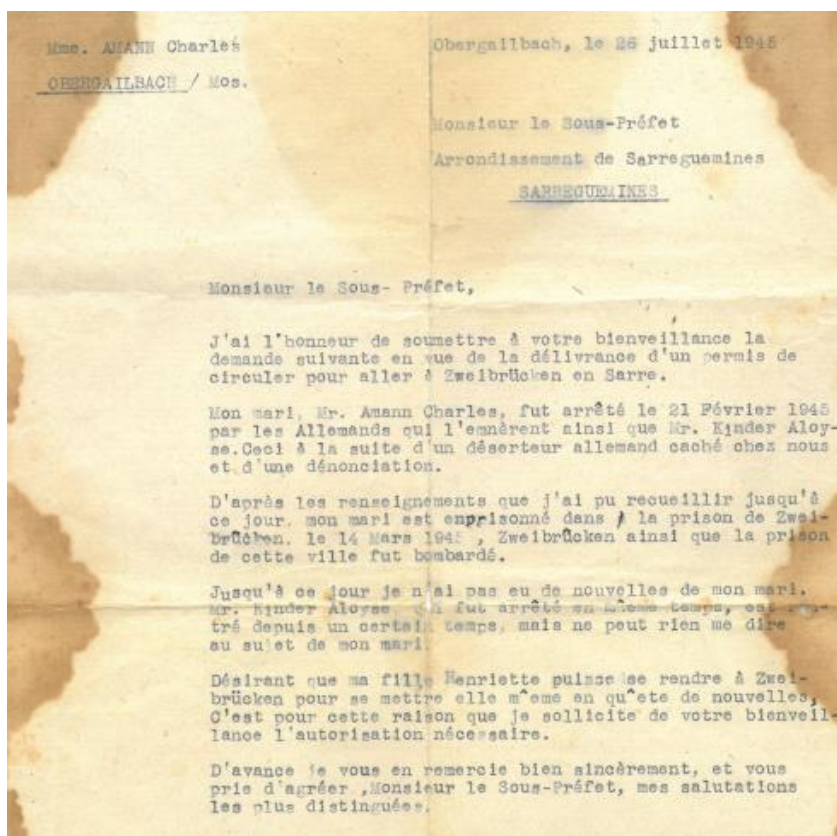 Mme. AMANN Charles
OBERGAILBACH / Mos.
Obergailbach, le 26 juillet 1945
Monsieur le Sous-Préfet
Arrondissement de Sarreguemines
SARREGUEMINES
Monsieur le Sous- Préfet,
J'ai l'honneur de soumettre à votre bienveillance la
demande suivante en vue de la délivrance d'un permis de
circuler pour aller à Zweibrücken en Sarre.
Mon mari, Mr. Amann Charles, fut arrêté le 21 Février 1945
par les Allemands qui l'emnèrent ainsi que Mr. Kinder Aloy-
se.Ceci à la suite d'un déserteur allemand caché chez nous
et d'une dénonciation.
D'après les renseignements que j'ai pu recueillir jusqu'à
ce jour, mon mari est enprisonné dans / la prison de Zwei-
brücken. le 14 Mars 1945 , Zweibrûcken ainsi que la prison
de cette ville fut bombardé.
Jusqu'à ce jour je n'ai pas eu de nouvelles de mon mari.
Mr. Kinder Aloyse, qui fut arrêté en m^eme temps, est ren-
tré depuis un certain temps, mais ne peut rien me dire
au sujet de mon mari.
Désirant que ma fille Henriette puisse se rendre à Zwei-
brücken pour se mettre elle m^eme en qu^ete de nouvelles,
C'est pour cette raison que je sollicite de votre bienveil-
lance l'autorisation nécessaire.
D'avance je vous en remercie bien sincèrement, et vous
prie d'agréer ,Monsieur le Sous-Préfet, mes salutations
les plus distinguées.